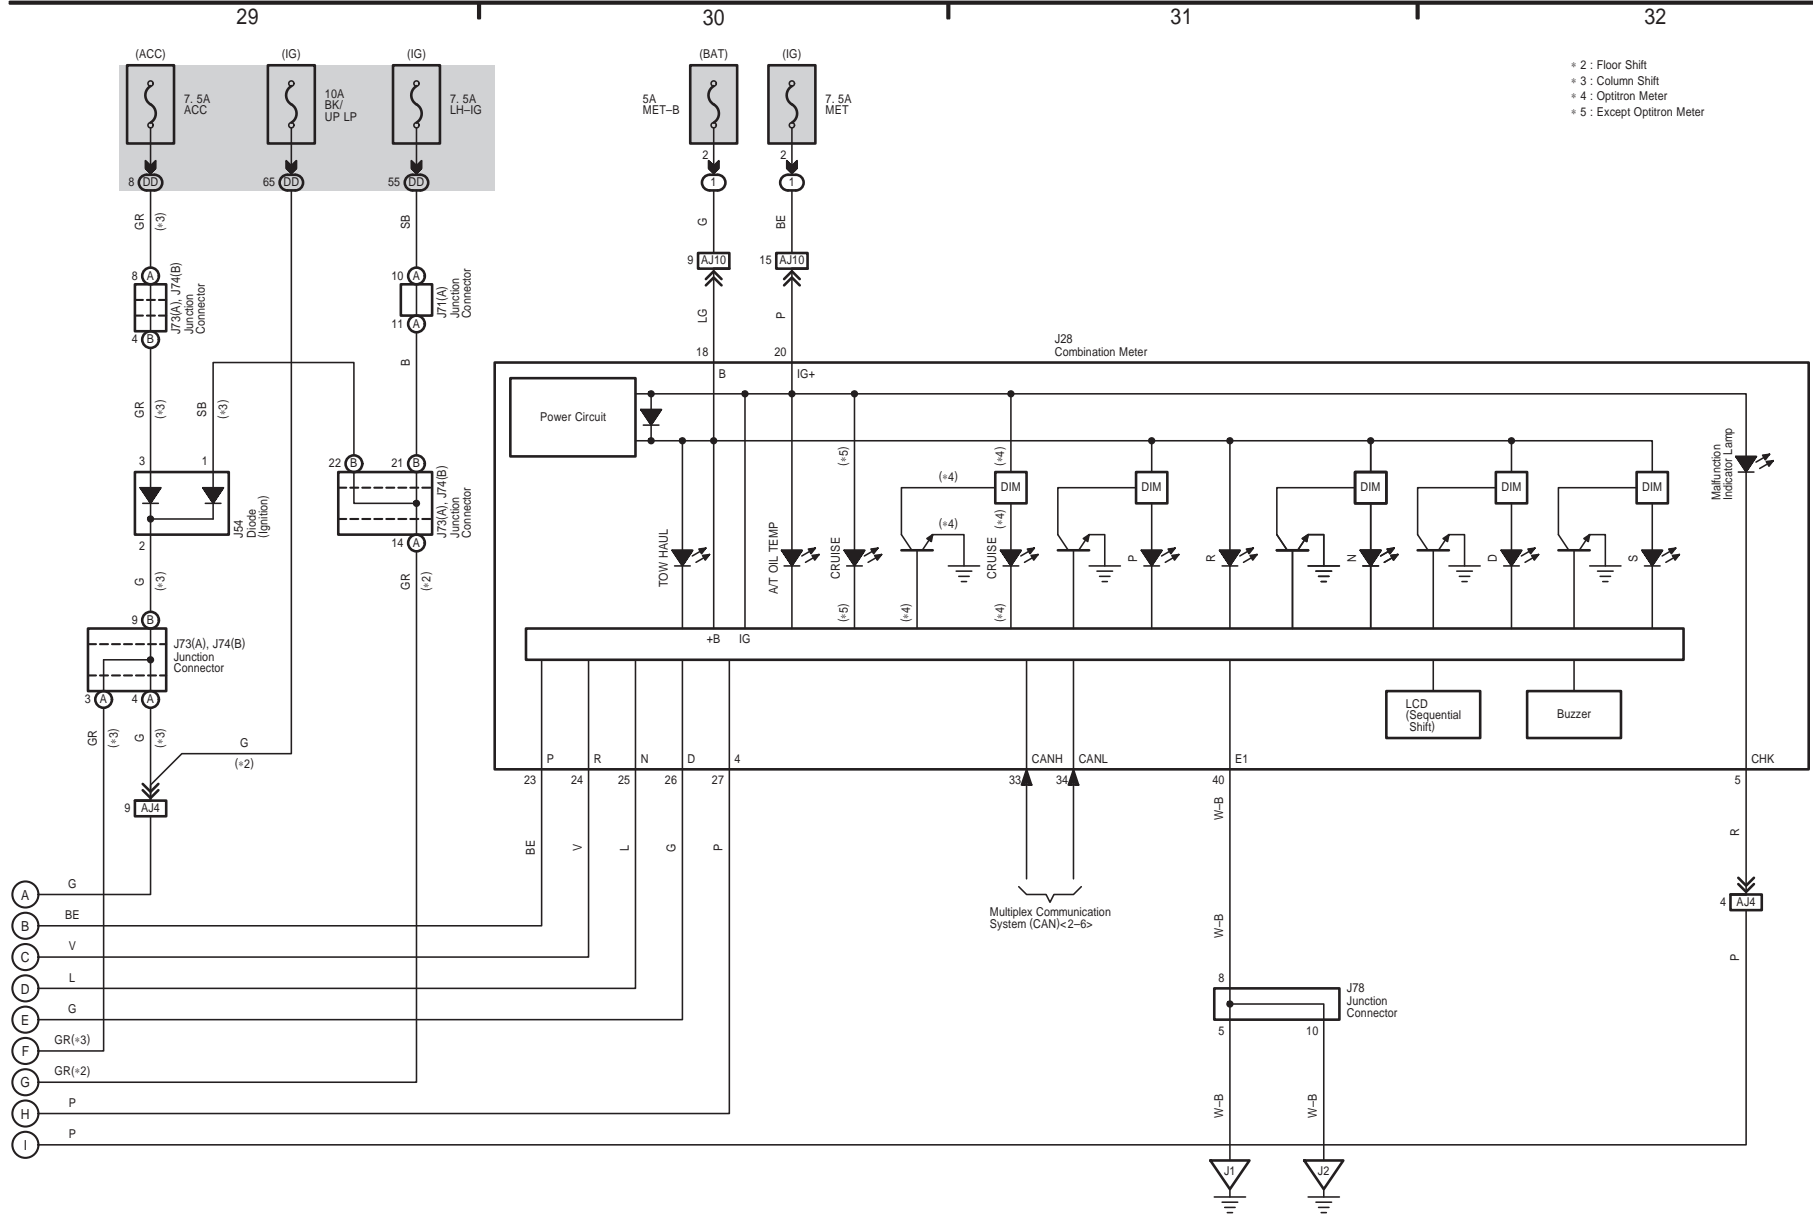 29
30
31
32
(ACC)
(IG)
(IG)
(BAT)
(IG)
∗ 2 : Floor Shift
∗ 3 : Column Shift
∗ 4 : Optitron Meter
∗ 5 : Except Optitron Meter
7. 5A
ACC
10A
BK/
UP LP
7. 5A
LH–IG
5A
MET–B
7. 5A
MET
2
2
8
DD
65
DD
55
DD
1
1
GR
(∗3)
SB
G
BE
9
AJ10
15
AJ10
8
A
J73(A), J74(B)
Junction
Connector
4
B
10
A
J71(A)
Junction
Connector
11
A
LG
P
B
18
20
J28
Combination Meter
B
IG+
GR
(∗3)
SB
(∗3)
Power Circuit
(∗5)
(∗4)
Malfunction
Indicator Lamp
3
1
22
B
21
B
J54
Diode
(Ignition)
J73(A), J74(B)
Junction
Connector
2
14
A
(∗4)
DIM
DIM
DIM
DIM
DIM
(∗4)
(∗4)
TOW HAUL
A/T OIL TEMP
CRUISE
CRUISE
P
R
N
D
S
G
(∗3)
GR
(∗2)
(∗5)
(∗4)
(∗4)
9
B
J73(A), J74(B)
Junction
Connector
+B
IG
3
A
4
A
LCD
(Sequential
Shift)
Buzzer
GR
(∗3)
G
(∗3)
G
(∗2)
P
R
N
D
4
CANH
CANL
E1
CHK
23
24
25
26
27
33
34
40
5
9
AJ4
W–B
R
BE
V
L
G
P
A
G
B
BE
C
V
D
L
E
G
F
GR(∗3)
G
GR(∗2)
H
P
I
P
Multiplex Communication
System (CAN)<2–6>
4
AJ4
W–B
P
8
J78
Junction
Connector
5
10
W–B
W–B
J1
J2